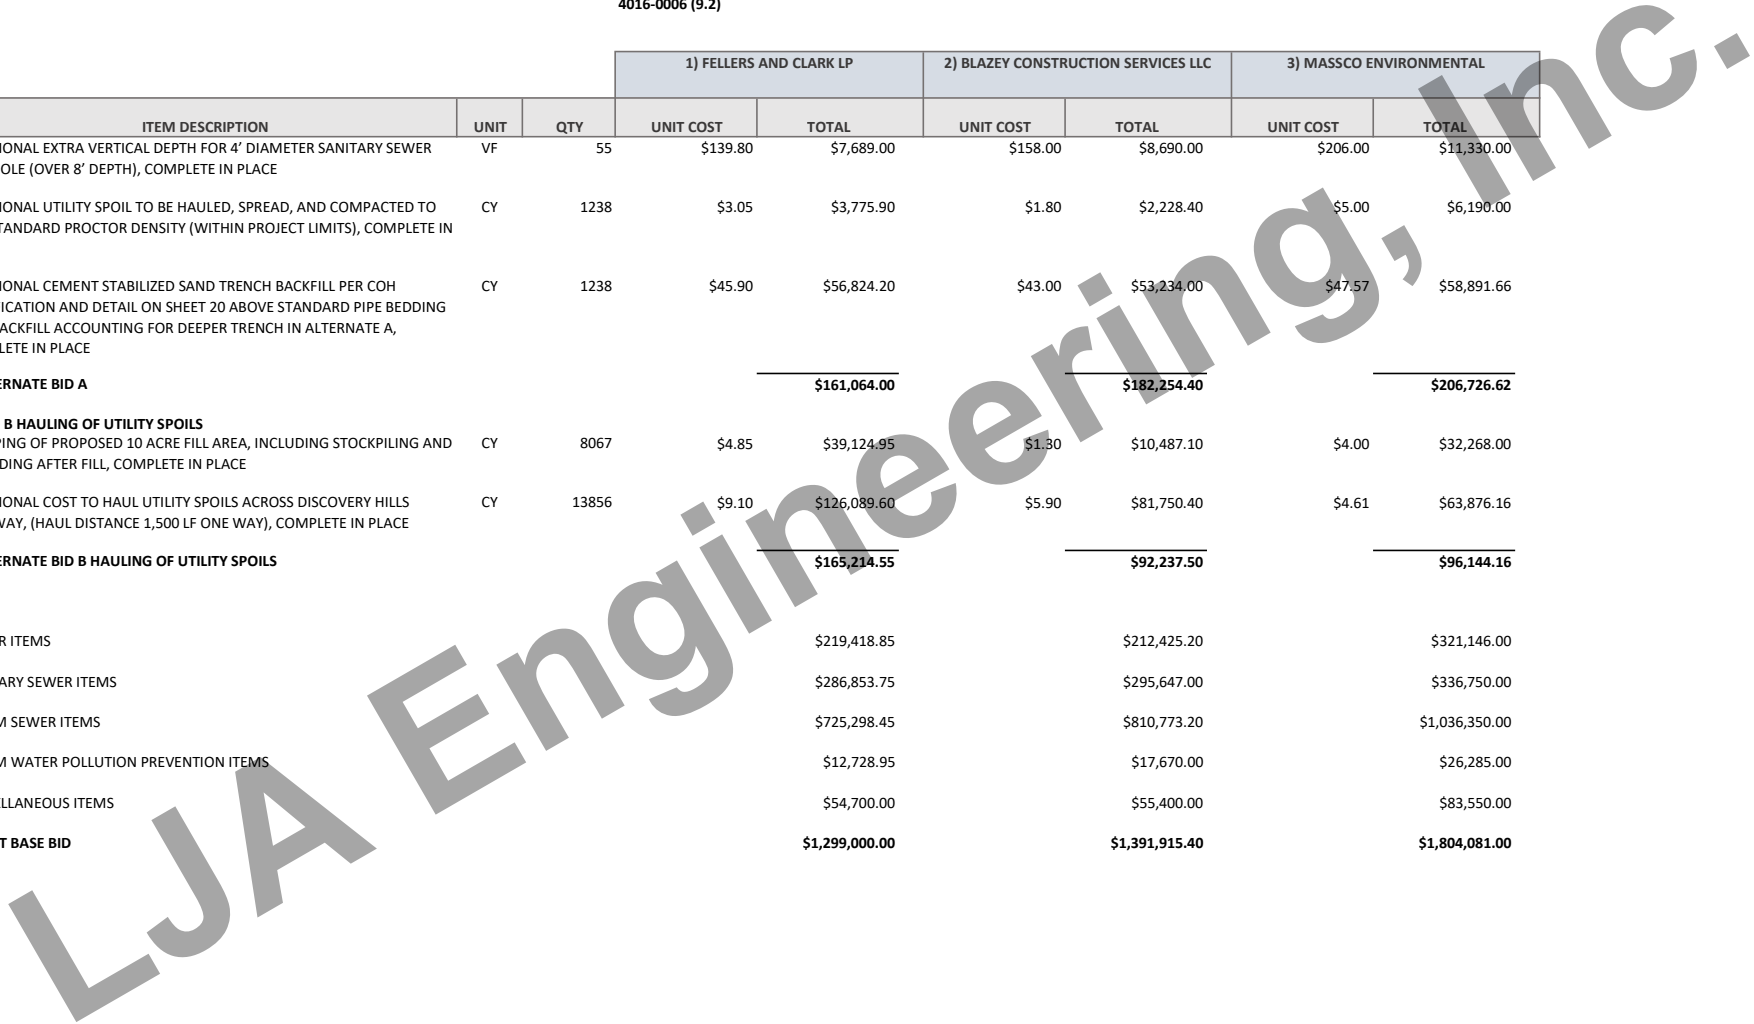 4016-0006 (9.2)
1) FELLERS AND CLARK LP 2) BLAZEY CONSTRUCTION SERVICES LLC 3) MASSCO ENVIRONMENTAL
ITEM DESCRIPTION UNIT QTY UNIT COST TOTAL UNIT COST TOTAL UNIT COST TOTAL
IONAL EXTRA VERTICAL DEPTH FOR 4’ DIAMETER SANITARY SEWER VF 55 $139.80 $7,689.00 $158.00 $8,690.00 $206.00 $11,330.00
OLE (OVER 8’ DEPTH), COMPLETE IN PLACE
IONAL UTILITY SPOIL TO BE HAULED, SPREAD, AND COMPACTED TO CY 1238 $3.05 $3,775.90 $1.80 $2,228.40 $5.00 $6,190.00
TANDARD PROCTOR DENSITY (WITHIN PROJECT LIMITS), COMPLETE IN
IONAL CEMENT STABILIZED SAND TRENCH BACKFILL PER COH CY 1238 $45.90 $56,824.20 $43.00 $53,234.00 $47.57 $58,891.66
ICATION AND DETAIL ON SHEET 20 ABOVE STANDARD PIPE BEDDING
ACKFILL ACCOUNTING FOR DEEPER TRENCH IN ALTERNATE A,
LETE IN PLACE
ERNATE BID A $161,064.00 $182,254.40 $206,726.62
B HAULING OF UTILITY SPOILS
PING OF PROPOSED 10 ACRE FILL AREA, INCLUDING STOCKPILING AND CY 8067 $4.85 $39,124.95 $1.30 $10,487.10 $4.00 $32,268.00
DING AFTER FILL, COMPLETE IN PLACE
IONAL COST TO HAUL UTILITY SPOILS ACROSS DISCOVERY HILLS CY 13856 $9.10 $126,089.60 $5.90 $81,750.40 $4.61 $63,876.16
WAY, (HAUL DISTANCE 1,500 LF ONE WAY), COMPLETE IN PLACE
ERNATE BID B HAULING OF UTILITY SPOILS $165,214.55 $92,237.50 $96,144.16
R ITEMS $219,418.85 $212,425.20 $321,146.00
ARY SEWER ITEMS $286,853.75 $295,647.00 $336,750.00
M SEWER ITEMS $725,298.45 $810,773.20 $1,036,350.00
M WATER POLLUTION PREVENTION ITEMS $12,728.95 $17,670.00 $26,285.00
ELLANEOUS ITEMS $54,700.00 $55,400.00 $83,550.00
T BASE BID $1,299,000.00 $1,391,915.40 $1,804,081.00
LJA Engineering, Inc.